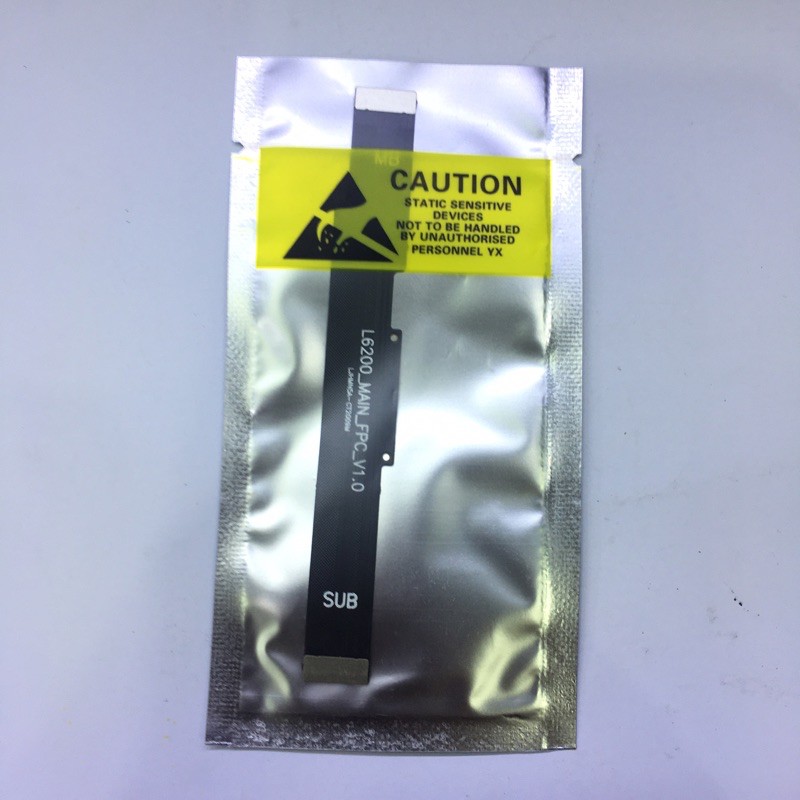 MB
CAUTION
STATIC SENSITIVE
DEVICES
NOT TO BE HANDLED
BY UNAUTHORISED
PERSONNEL YX
L6200_MAIN_FPC_V1.0
SUB